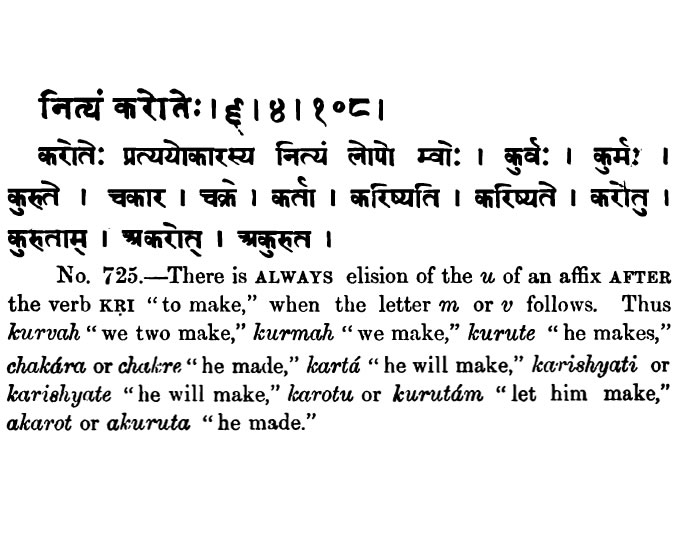 नित्यं करोतेः । ६ । ४ । १०८ ।
करोतेः प्रत्ययोकारस्य नित्यं लोपो म्वोः । कुर्वः । कुर्मः ।
कुरुते । चकार । चक्रे । कर्ता । करिष्यति । करिष्यते । करोतु ।
कुरुताम् । अकरोत् । अकुरुत ।
No. 725.—There is ALWAYS elision of the u of an affix AFTER
the verb KṚI “to make,” when the letter m or v follows. Thus
kurvah “we two make,” kurmah “we make,” kurute “he makes,”
chakára or chakre “he made,” kartá “he will make,” karishyati or
karishyate “he will make,” karotu or kurutám “let him make,”
akarot or akuruta “he made.”